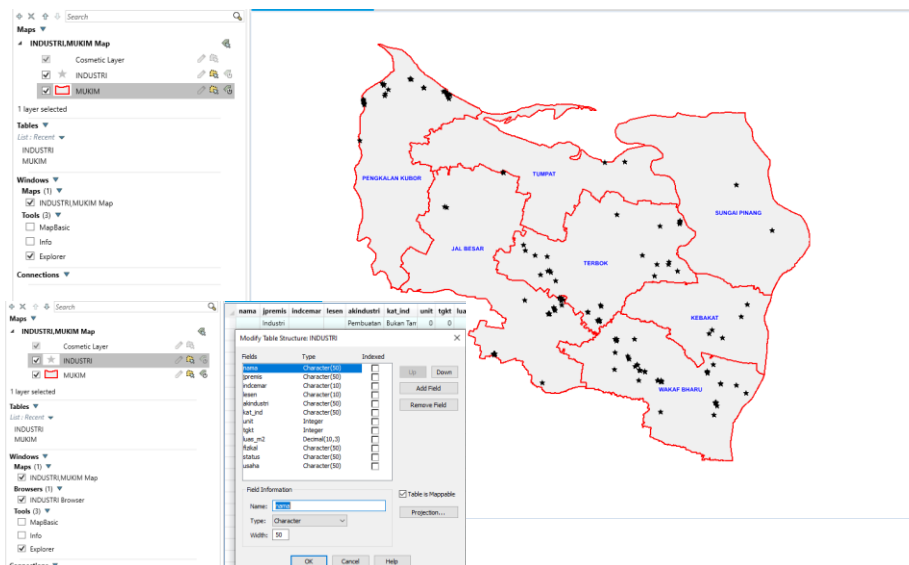 Search
Maps
INDUSTRI,MUKIM Map
Cosmetic Layer
INDUSTRI
MUKIM
1 layer selected
Tables
List : Recent
INDUSTRI
MUKIM
Windows
Maps (1)
INDUSTRI,MUKIM Map
Tools (3)
MapBasic
Info
Explorer
Connections
PENGKALAN KUBOR
TUMPAT
SUNGAI PINANG
JAL BESAR
TERBOK
KEBAKAT
WAKAF BHARU
Search
Maps
INDUSTRI,MUKIM Map
Cosmetic Layer
INDUSTRI
MUKIM
1 layer selected
Tables
List : Recent
INDUSTRI
MUKIM
Windows
Maps (1)
INDUSTRI,MUKIM Map
Browsers (1)
INDUSTRI Browser
Tools (3)
MapBasic
Info
Explorer
Connections
nama jpremis indcemar lesen akindustri kat_ind unit tgkt lua
Industri Pembuatan Bukan Tan 0 0
Modify Table Structure: INDUSTRI
Fields Type Indexed
nama Character(50)
jpremis Character(50)
indcemar Character(10)
lesen Character(10)
akindustri Character(50)
kat_ind Character(50)
unit Integer
tgkt Integer
luas_m2 Decimal(10,3)
fizikal Character(50)
status Character(50)
usaha Character(50)
Up Down
Add Field
Remove Field
Field Information
Name: nama
Type: Character
Width: 50
Table is Mappable
Projection...
OK Cancel Help